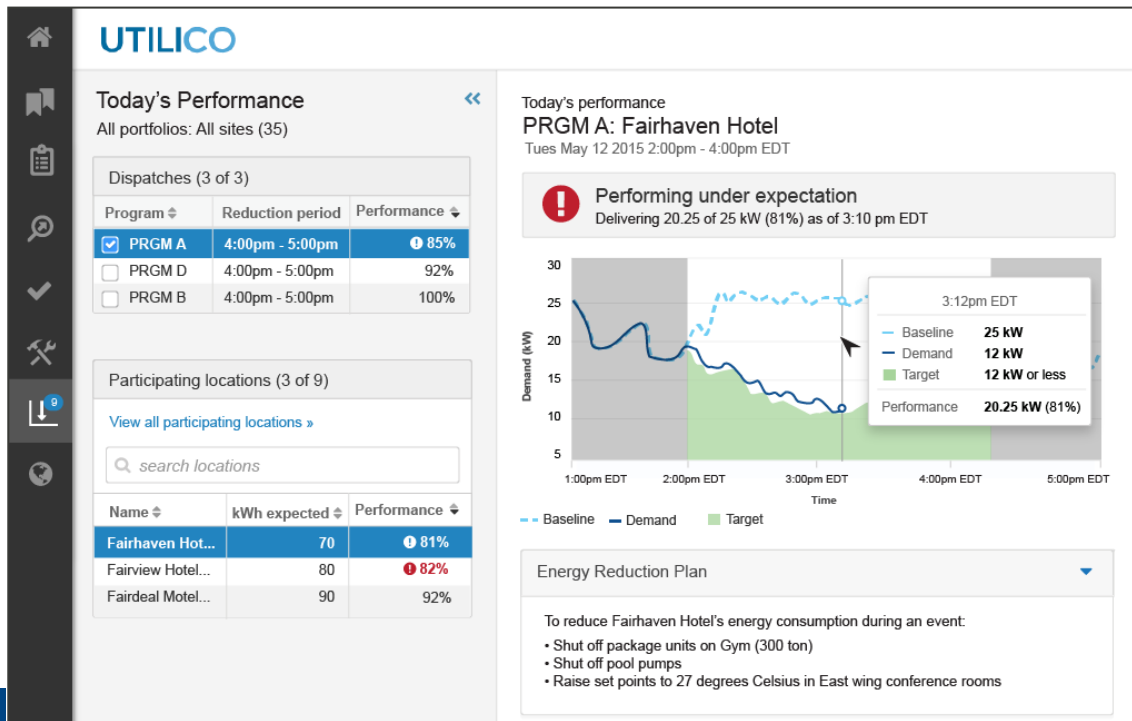 UTILICO
Today's Performance
All portfolios: All sites (35)
Dispatches (3 of 3)
Program Reduction period Performance
PRGM A 4:00pm - 5:00pm 85%
PRGM D 4:00pm - 5:00pm 92%
PRGM B 4:00pm - 5:00pm 100%
Participating locations (3 of 9)
View all participating locations »
search locations
Name kWh expected Performance
Fairhaven Hot... 70 81%
Fairview Hotel... 80 82%
Fairdeal Motel... 90 92%
9
Today's performance
PRGM A: Fairhaven Hotel
Tues May 12 2015 2:00pm - 4:00pm EDT
Performing under expectation
Delivering 20.25 of 25 kW (81%) as of 3:10 pm EDT
Demand (kW)
30
25
20
15
10
5
3:12pm EDT
Baseline 25 kW
Demand 12 kW
Target 12 kW or less
Performance 20.25 kW (81%)
1:00pm EDT 2:00pm EDT 3:00pm EDT 4:00pm EDT 5:00pm EDT
Time
Baseline Demand Target
Energy Reduction Plan
To reduce Fairhaven Hotel's energy consumption during an event:
• Shut off package units on Gym (300 ton)
• Shut off pool pumps
• Raise set points to 27 degrees Celsius in East wing conference rooms